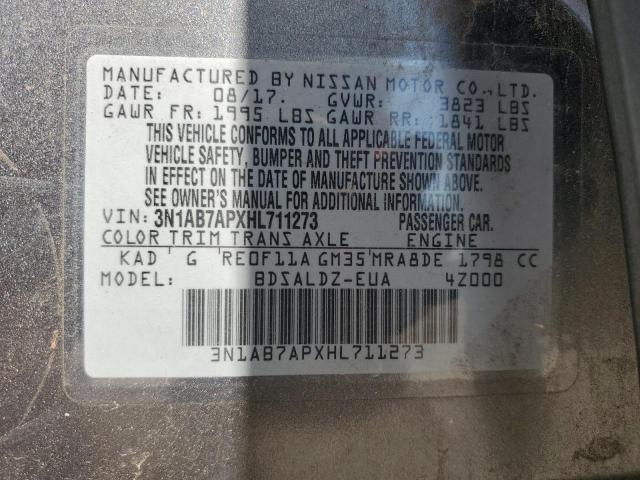 MANUFACTURED BY NISSAN MOTOR CO.,LTD.
DATE: 08/17. GVWR: 3823 LBS
GAWR FR: 1995 LBS GAWR RR: 1841 LBS
THIS VEHICLE CONFORMS TO ALL APPLICABLE FEDERAL MOTOR
VEHICLE SAFETY, BUMPER AND THEFT PREVENTION STANDARDS
IN EFFECT ON THE DATE OF MANUFACTURE SHOWN ABOVE.
SEE OWNER'S MANUAL FOR ADDITIONAL INFORMATION.
VIN: 3N1AB7APXHL711273 PASSENGER CAR.
COLOR TRIM TRANS AXLE ENGINE
KAD G RE0F11A GM35 MRA8DE 1798 CC
MODEL: BDSALDZ-EUA 4Z000
3N1AB7APXHL711273